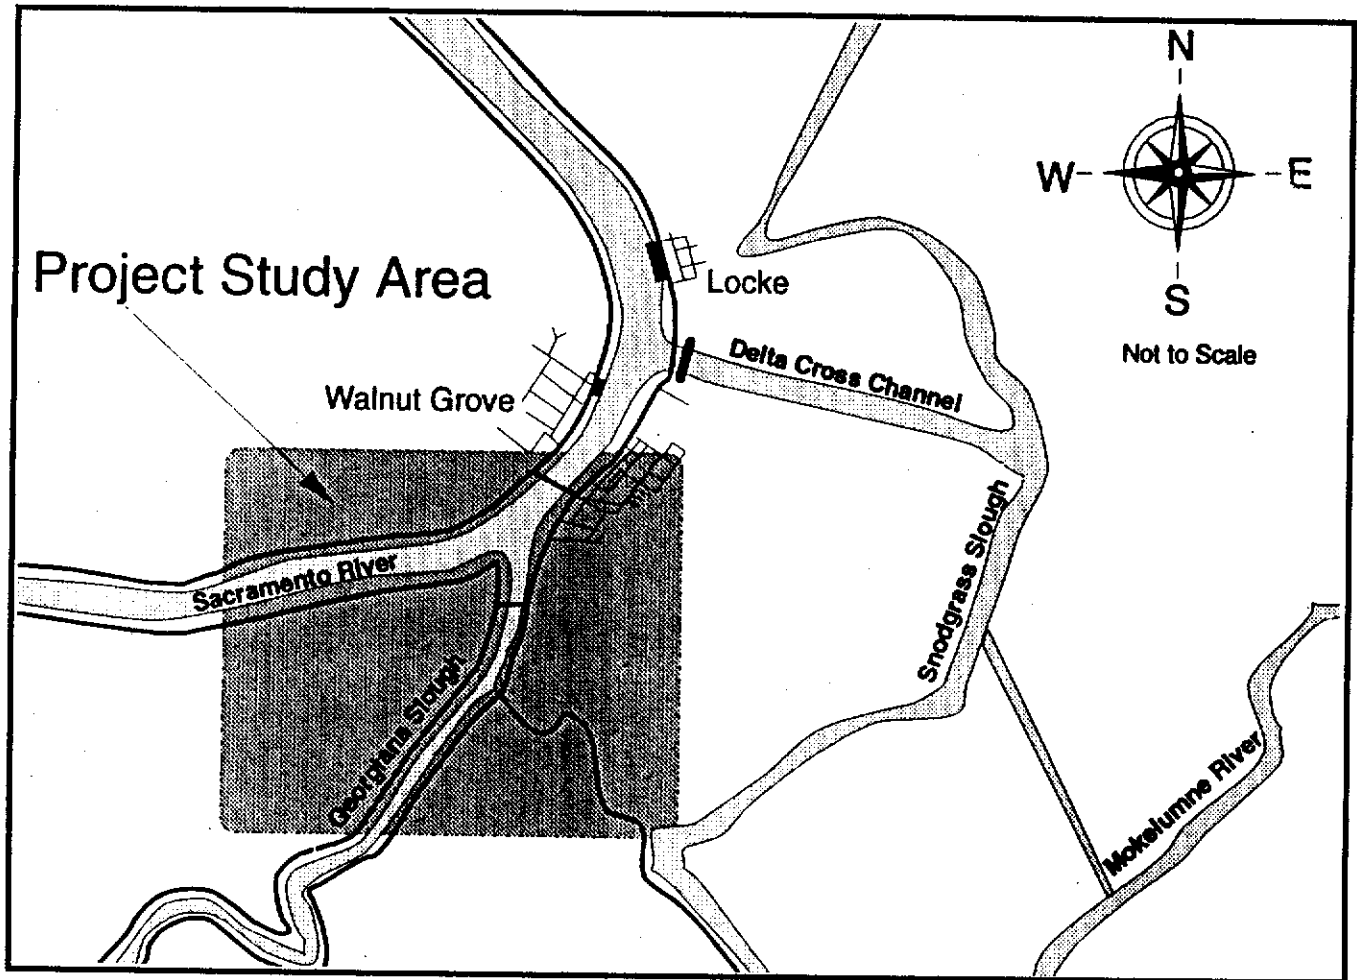 N
W
E
S
Not to Scale
Project Study Area
Locke
Delta Cross Channel
Walnut Grove
Sacramento River
Snodgrass Slough
Georgiana Slough
Mokelumne River